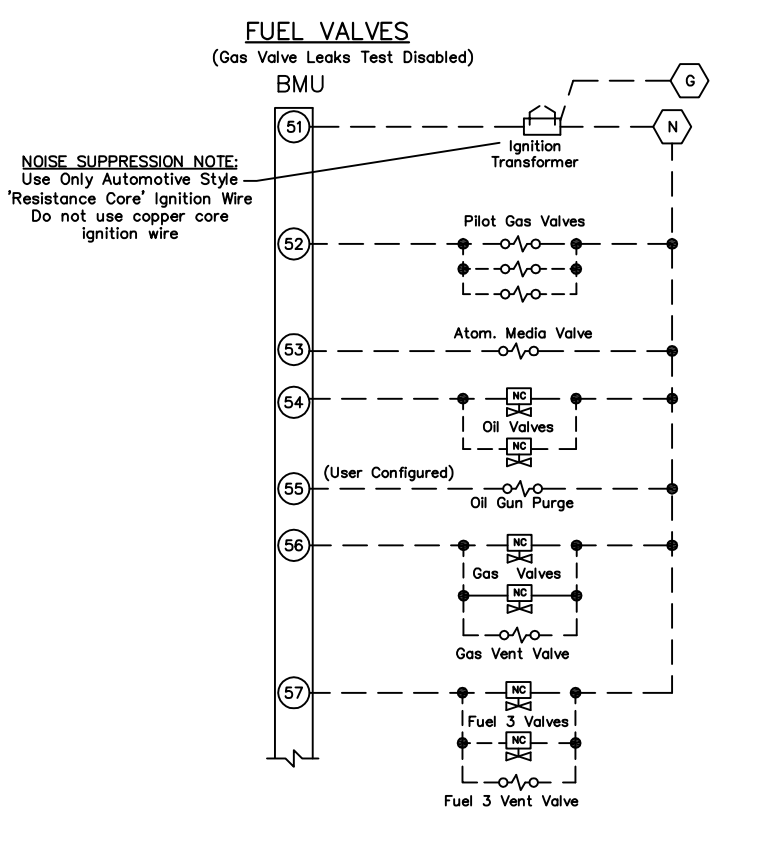 FUEL VALVES
(Gas Valve Leaks Test Disabled)
BMU
G
51
N
Ignition
Transformer
NOISE SUPPRESSION NOTE:
Use Only Automotive Style
'Resistance Core' Ignition Wire
Do not use copper core
ignition wire
Pilot Gas Valves
52
Atom. Media Valve
53
NC
54
Oil Valves
NC
(User Configured)
55
Oil Gun Purge
NC
56
Gas Valves
NC
Gas Vent Valve
NC
57
Fuel 3 Valves
NC
Fuel 3 Vent Valve